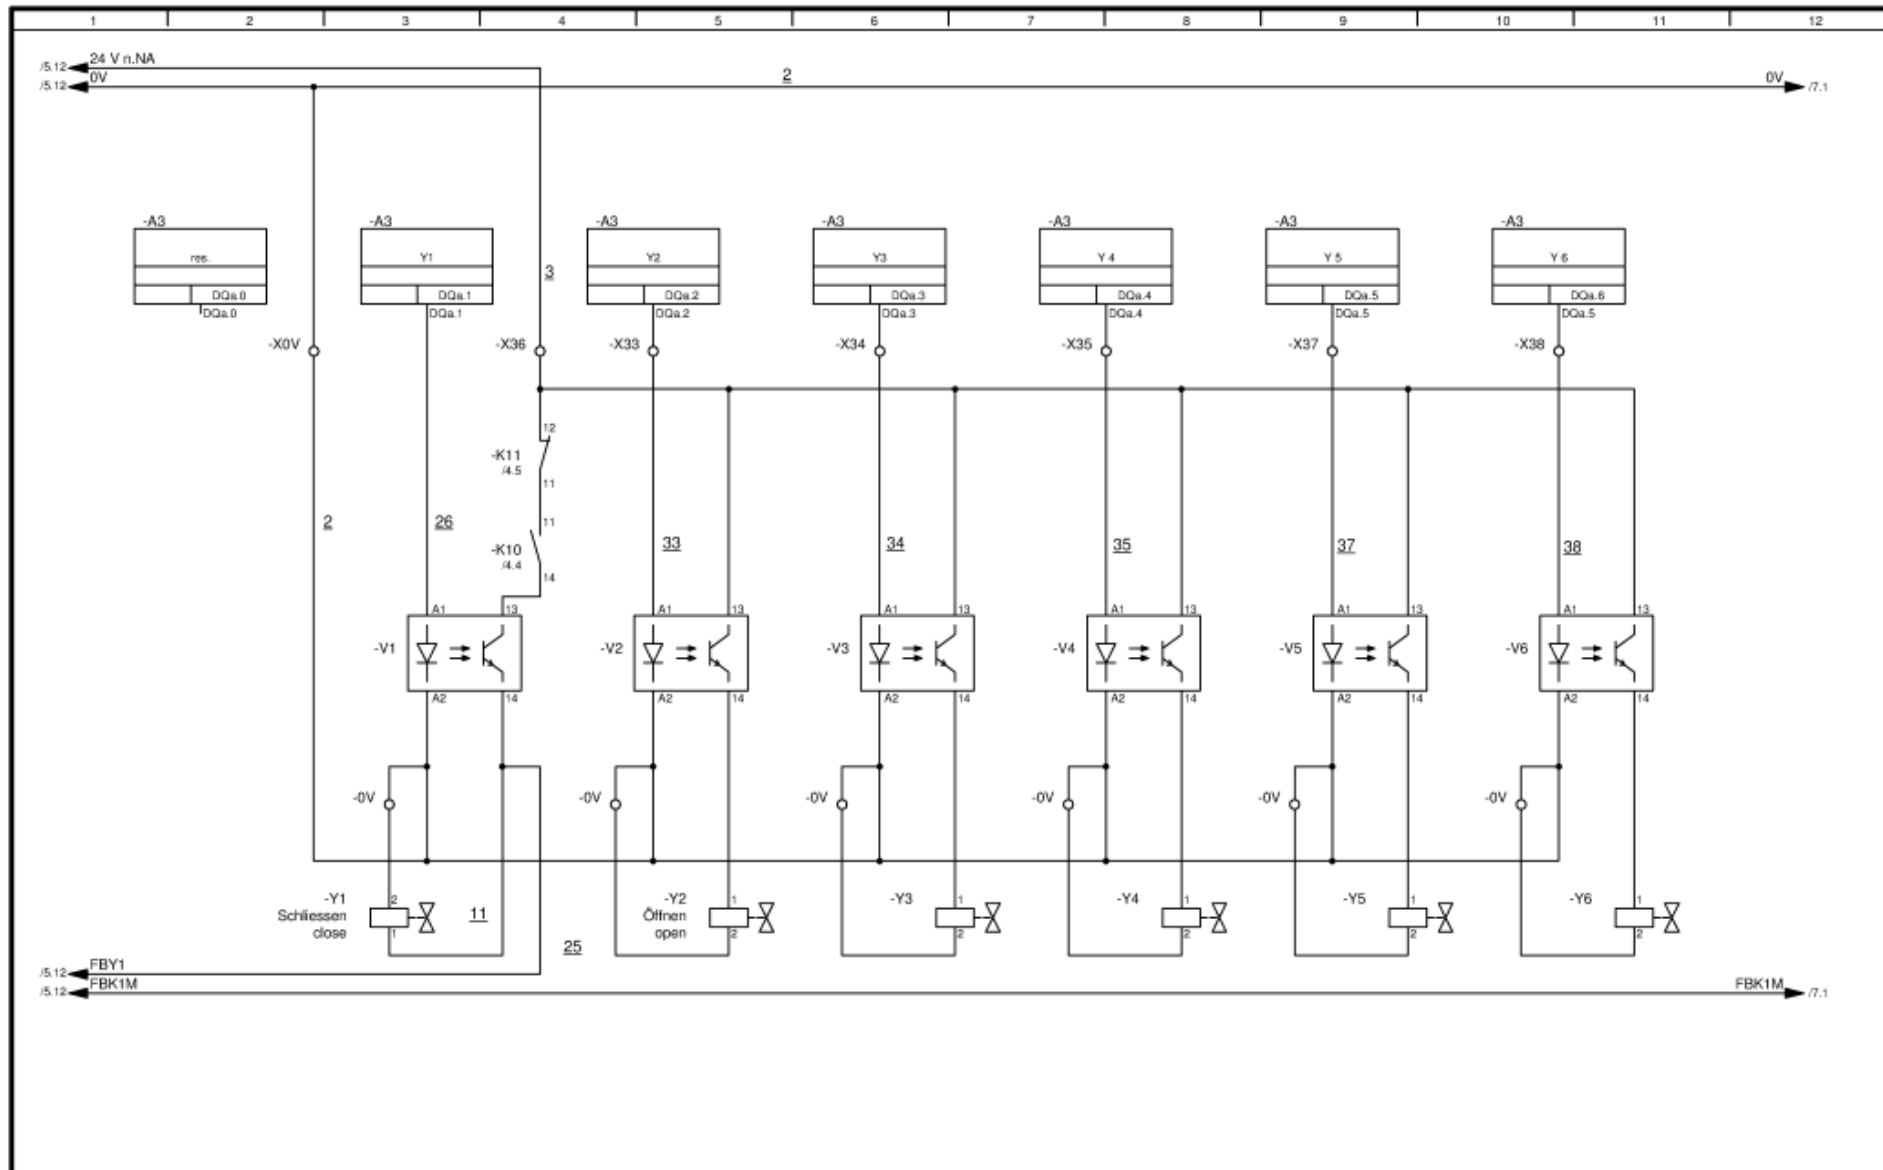 1 2 3 4 5 6 7 8 9 10 11 12
/5.12 24 V n.NA
/5.12 0V 2 0V /7.1
-A3 -A3 -A3 -A3 -A3 -A3 -A3
res. Y1 Y2 Y3 Y 4 Y 5 Y 6
3
DQa.0 DQa.1 DQa.2 DQa.3 DQa.4 DQa.5 DQa.6
DQa.0 DQa.1 DQa.2 DQa.3 DQa.4 DQa.5 DQa.5
-X0V -X36 -X33 -X34 -X35 -X37 -X38
12
-K11
/4.5
11
2 26 11 33 34 35 37 38
-K10
/4.4
14
A1 13 A1 13 A1 13 A1 13 A1 13 A1 13
-V1 -V2 -V3 -V4 -V5 -V6
A2 14 A2 14 A2 14 A2 14 A2 14 A2 14
-0V -0V -0V -0V -0V -0V
-Y1 2 -Y2 1 -Y3 1 -Y4 1 -Y5 1 -Y6 1
Schliessen 11 Öffnen
close 1 open 2 2 2 2 2
25
/5.12 FBY1
/5.12 FBK1M FBK1M /7.1